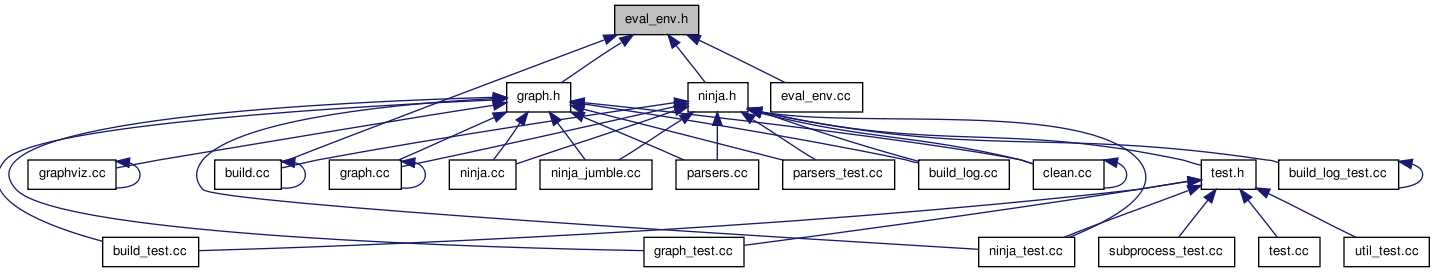 eval_env.h
graph.h
ninja.h
eval_env.cc
graphviz.cc
build.cc
graph.cc
ninja.cc
ninja_jumble.cc
parsers.cc
parsers_test.cc
build_log.cc
clean.cc
test.h
build_log_test.cc
build_test.cc
graph_test.cc
ninja_test.cc
subprocess_test.cc
test.cc
util_test.cc